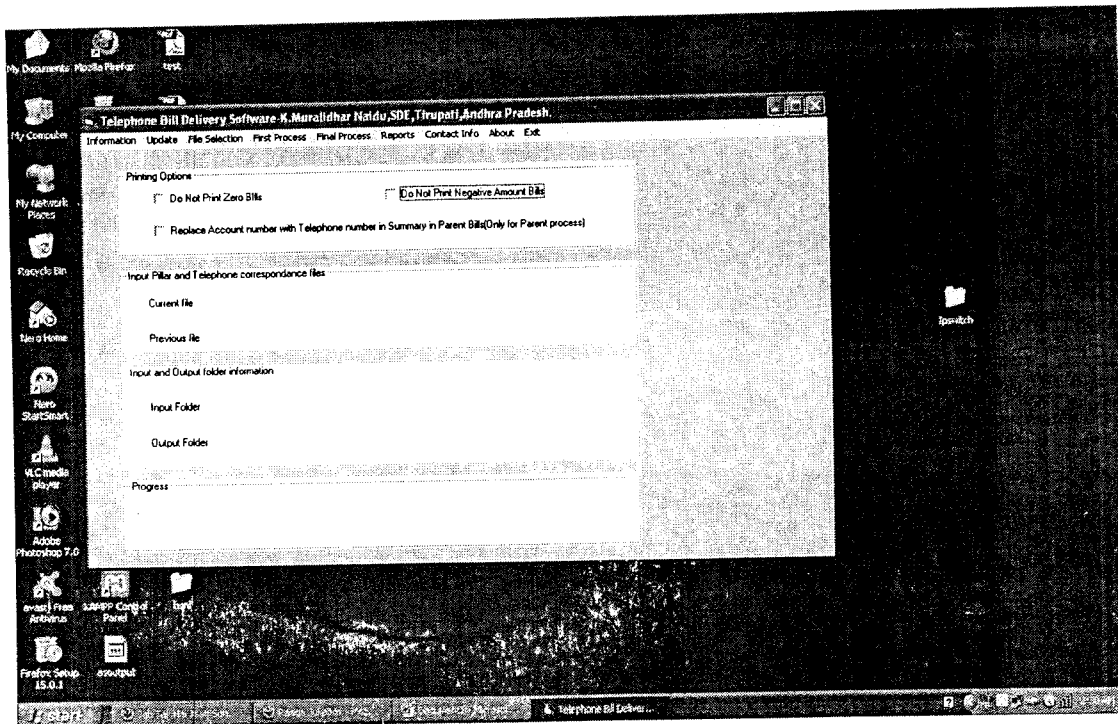 My Documents
Mozilla Firefox
test
My Computer
My Network
Places
Recycle Bin
Nero Home
Nero
StartSmart
VLC media
player
Adobe
Photoshop 7.0
avast! Free
Antivirus
XAMPP Control
Panel
Firefox Setup
15.0.1
Ipswitch
Telephone Bill Delivery Software-K.Muralidhar Naidu,SDE,Tirupati,Andhra Pradesh.
Information Update File Selection First Process Final Process Reports Contact Info About Exit
Printing Options
Do Not Print Zero Bills
Do Not Print Negative Amount Bills
Replace Account number with Telephone number in Summary in Parent Bills(Only for Parent process)
Input Pillar and Telephone correspondance files
Current file
Previous file
Input and Output folder information
Input Folder
Output Folder
Progress
start
Telephone Bill Deliver...